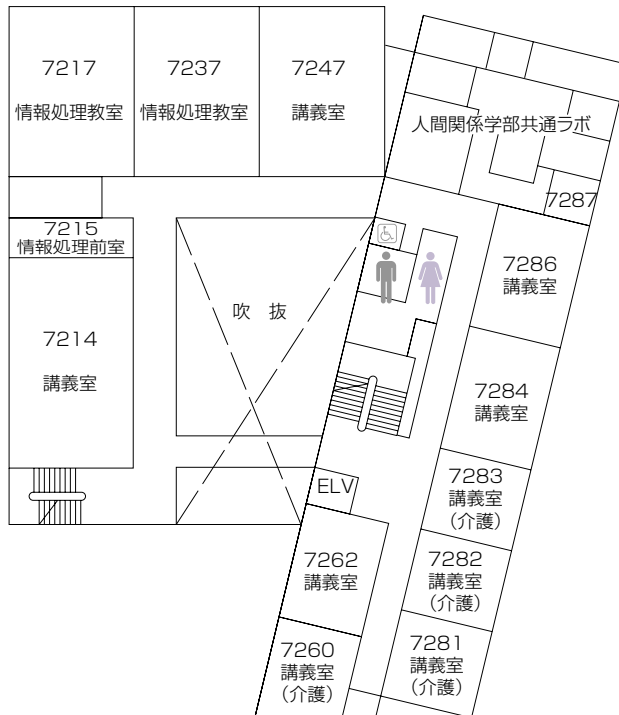 7217
情報処理教室
7237
情報処理教室
7247
講義室
人間関係学部共通ラボ
7287
7215
情報処理前室
7286
講義室
吹 抜
7214
講義室
7284
講義室
7283
講義室
(介護)
ELV
7262
講義室
7282
講義室
(介護)
7260
講義室
(介護)
7281
講義室
(介護)